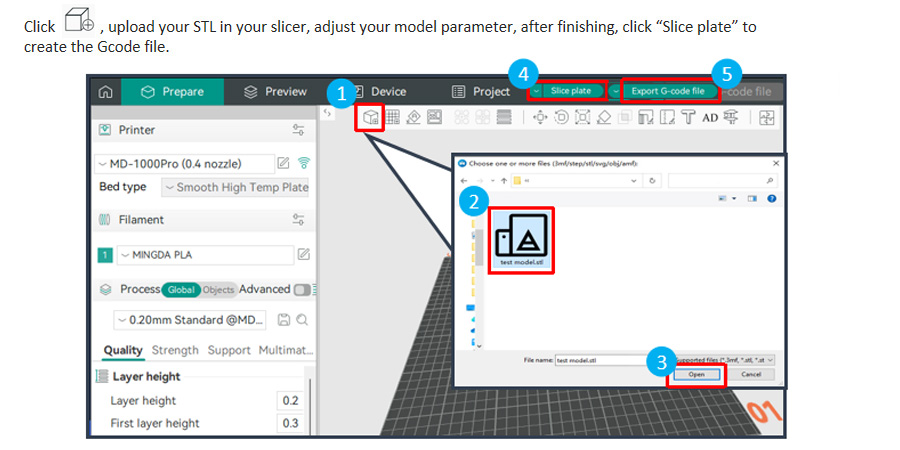 Click , upload your STL in your slicer, adjust your model parameter, after finishing, click “Slice plate” to
create the Gcode file.
Prepare Preview 1 Device Project 4 Slice plate 5 Export G-code file -code file
Printer
AD
MD-1000Pro (0.4 nozzle)
Bed type Smooth High Temp Plate
Filament
1 MINGDA PLA
Process Global Objects Advanced
0.20mm Standard @MD...
Quality Strength Support Multimat...
Layer height
Layer height 0.2
First layer height 0.3
Choose one or more files (3mf/step/stl/svg/obj/amf):
2
test model.stl
File name: test model.stl
Supported files (*.3mf, *.stl, *.st
3 Open Cancel
01